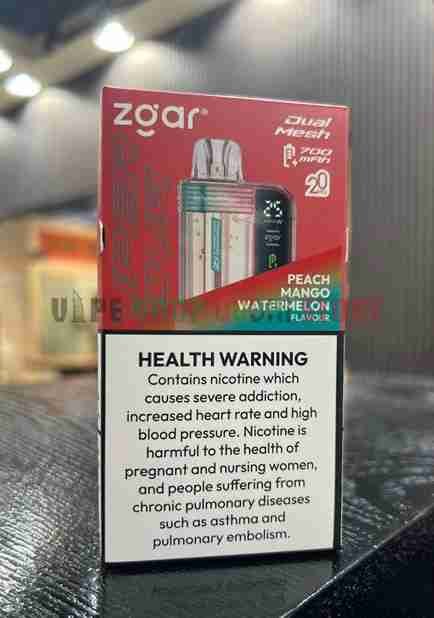 zgar®
Dual
Mesh
700
mAh
20
25
PEACH
MANGO
WATERMELON
FLAVOUR
HEALTH WARNING
Contains nicotine which
causes severe addiction,
increased heart rate and high
blood pressure. Nicotine is
harmful to the health of
pregnant and nursing women,
and people suffering from
chronic pulmonary diseases
such as asthma and
pulmonary embolism.